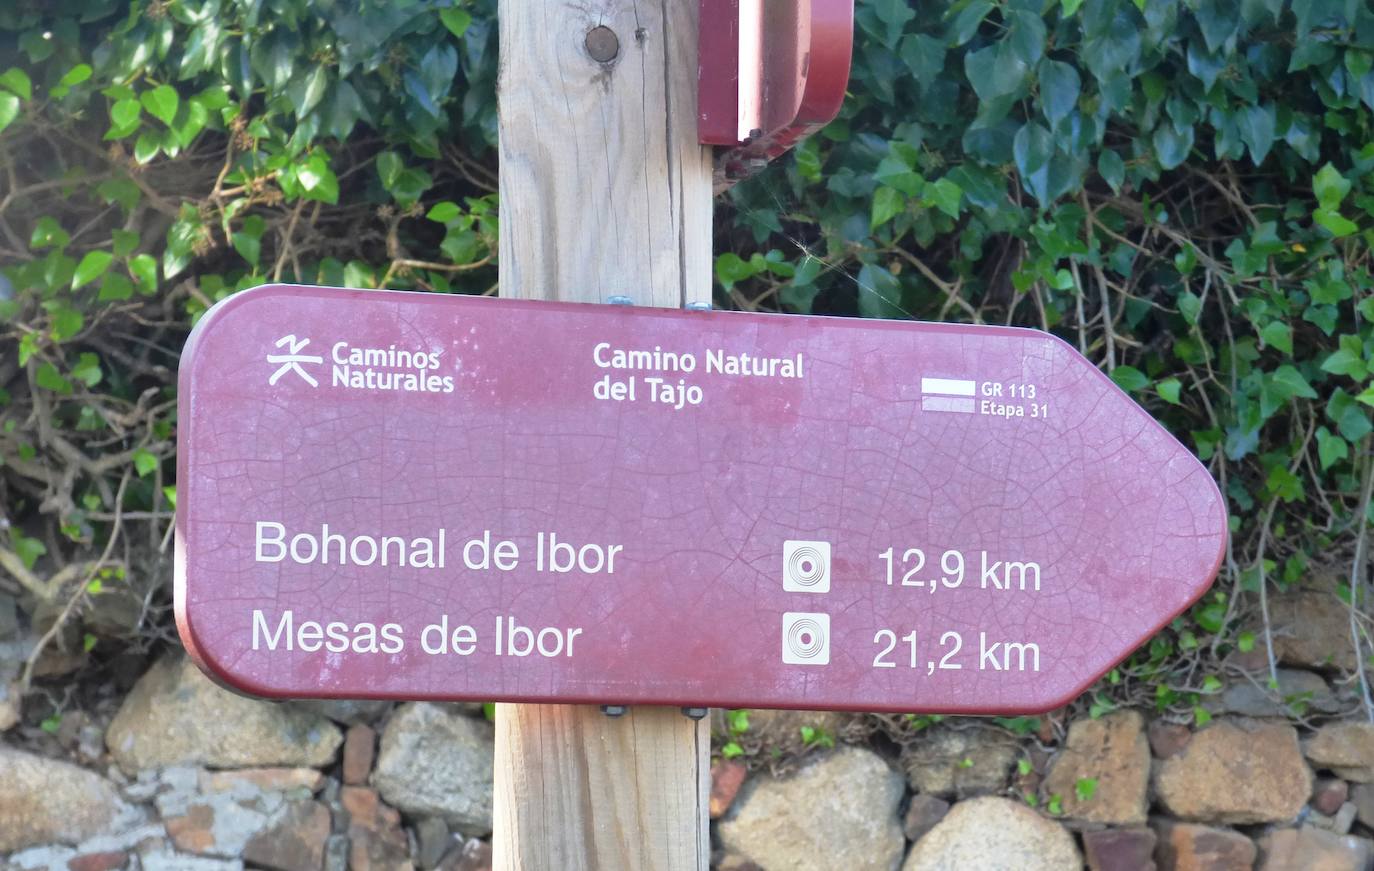 Caminos
Naturales
Camino Natural
del Tajo
GR 113
Etapa 31
Bohonal de Ibor 12,9 km
Mesas de Ibor 21,2 km